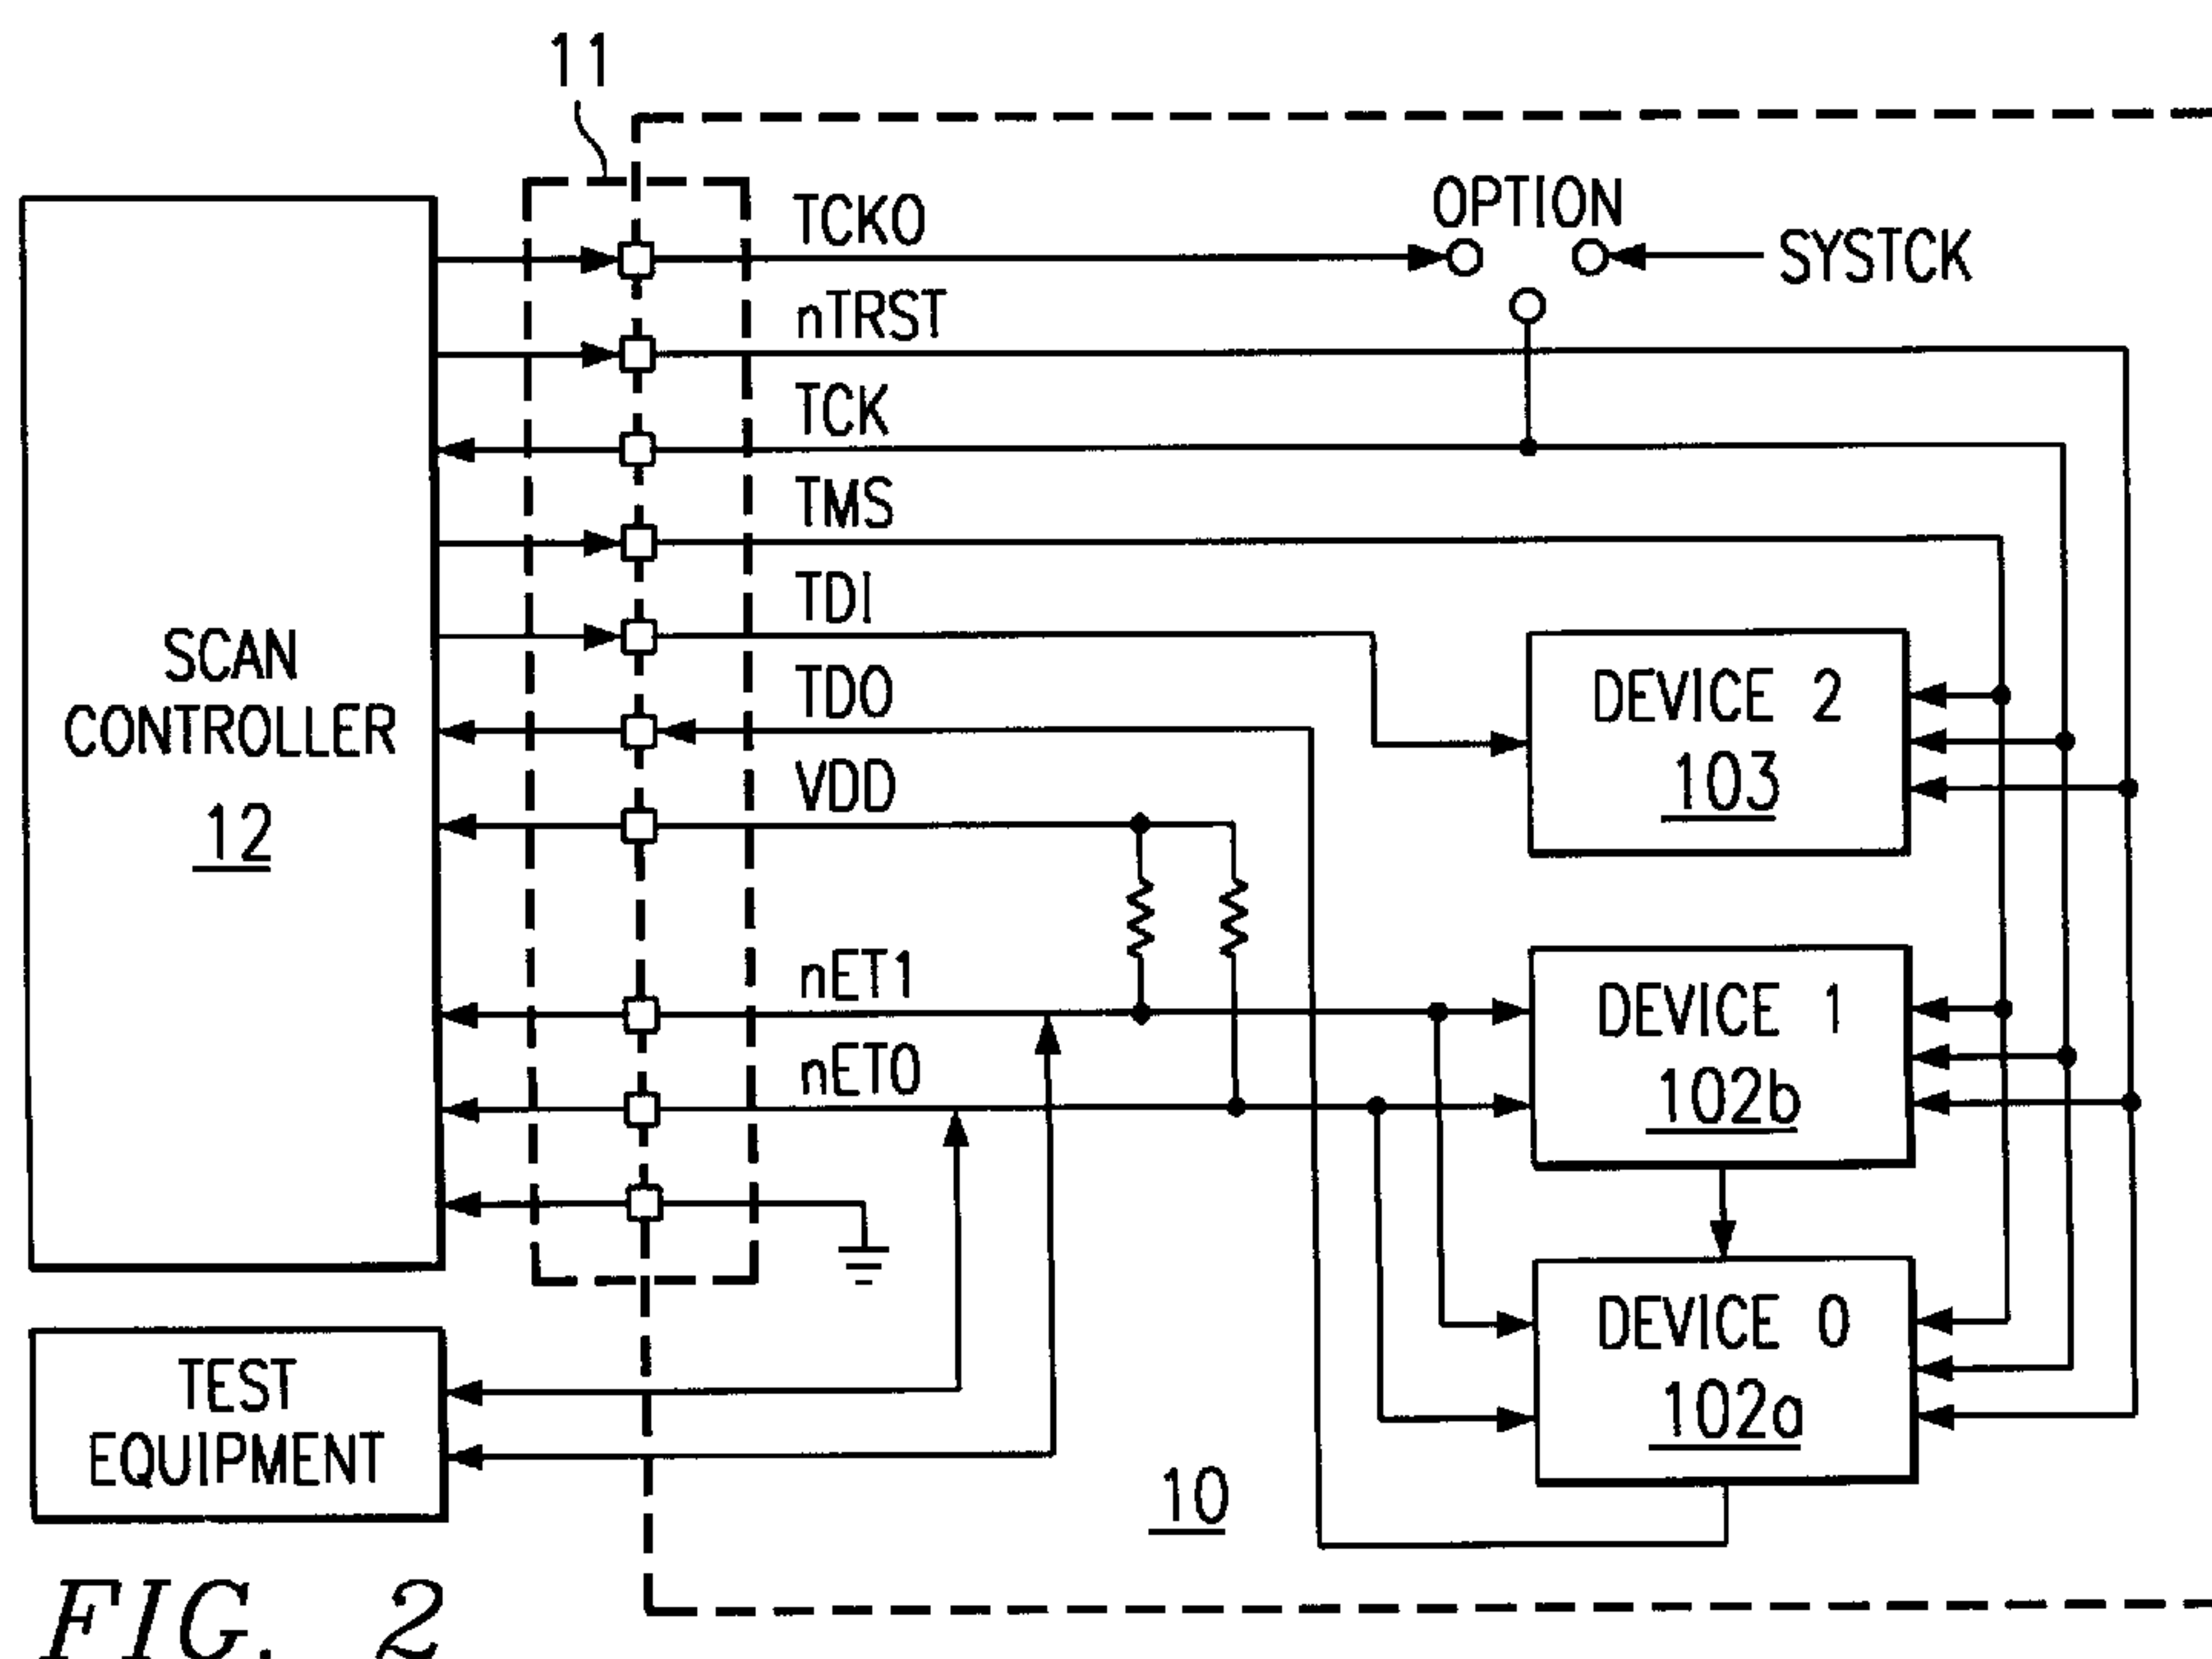 11
TCKO
OPTION
SYSTCK
nTRST
TCK
TMS
TDI
SCAN
CONTROLLER
12
TDO
VDD
DEVICE 2
103
nET1
DEVICE 1
102b
nET0
DEVICE 0
102a
TEST
EQUIPMENT
10
FIG. 2